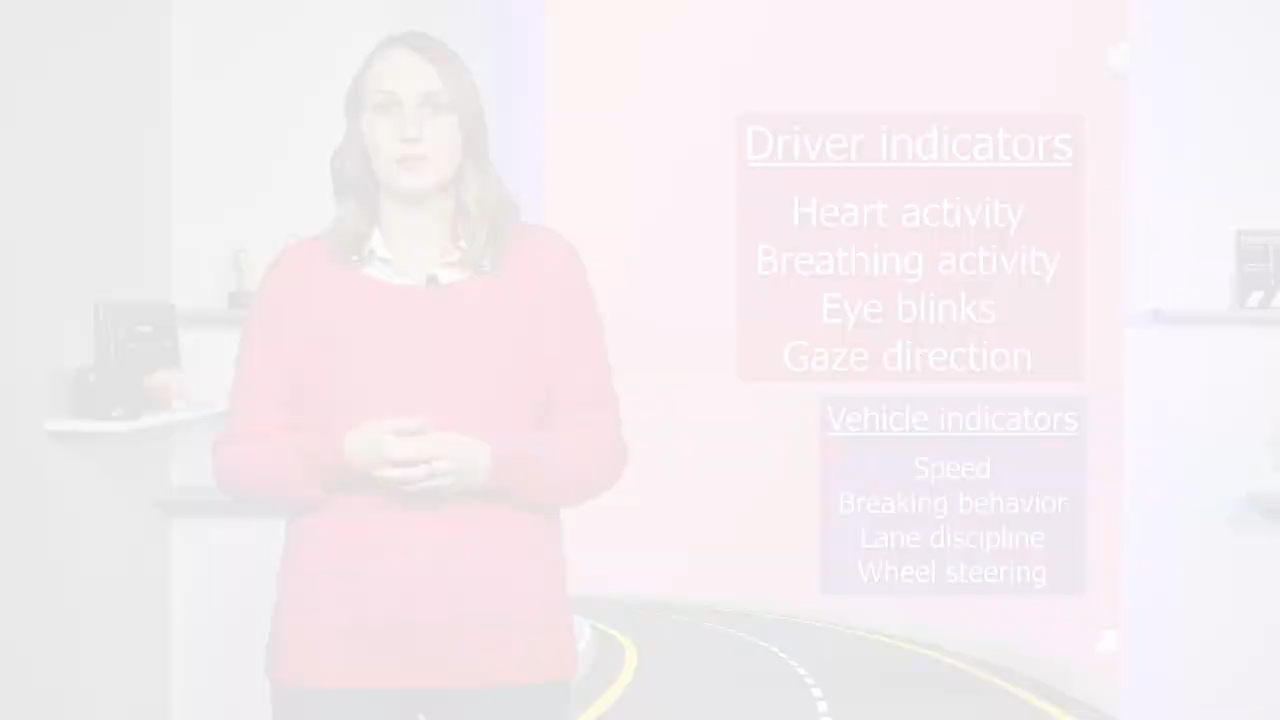 Driver indicators
Heart activity
Breathing activity
Eye blinks
Gaze direction
Vehicle indicators
Speed
Breaking behavior
Lane discipline
Wheel steering